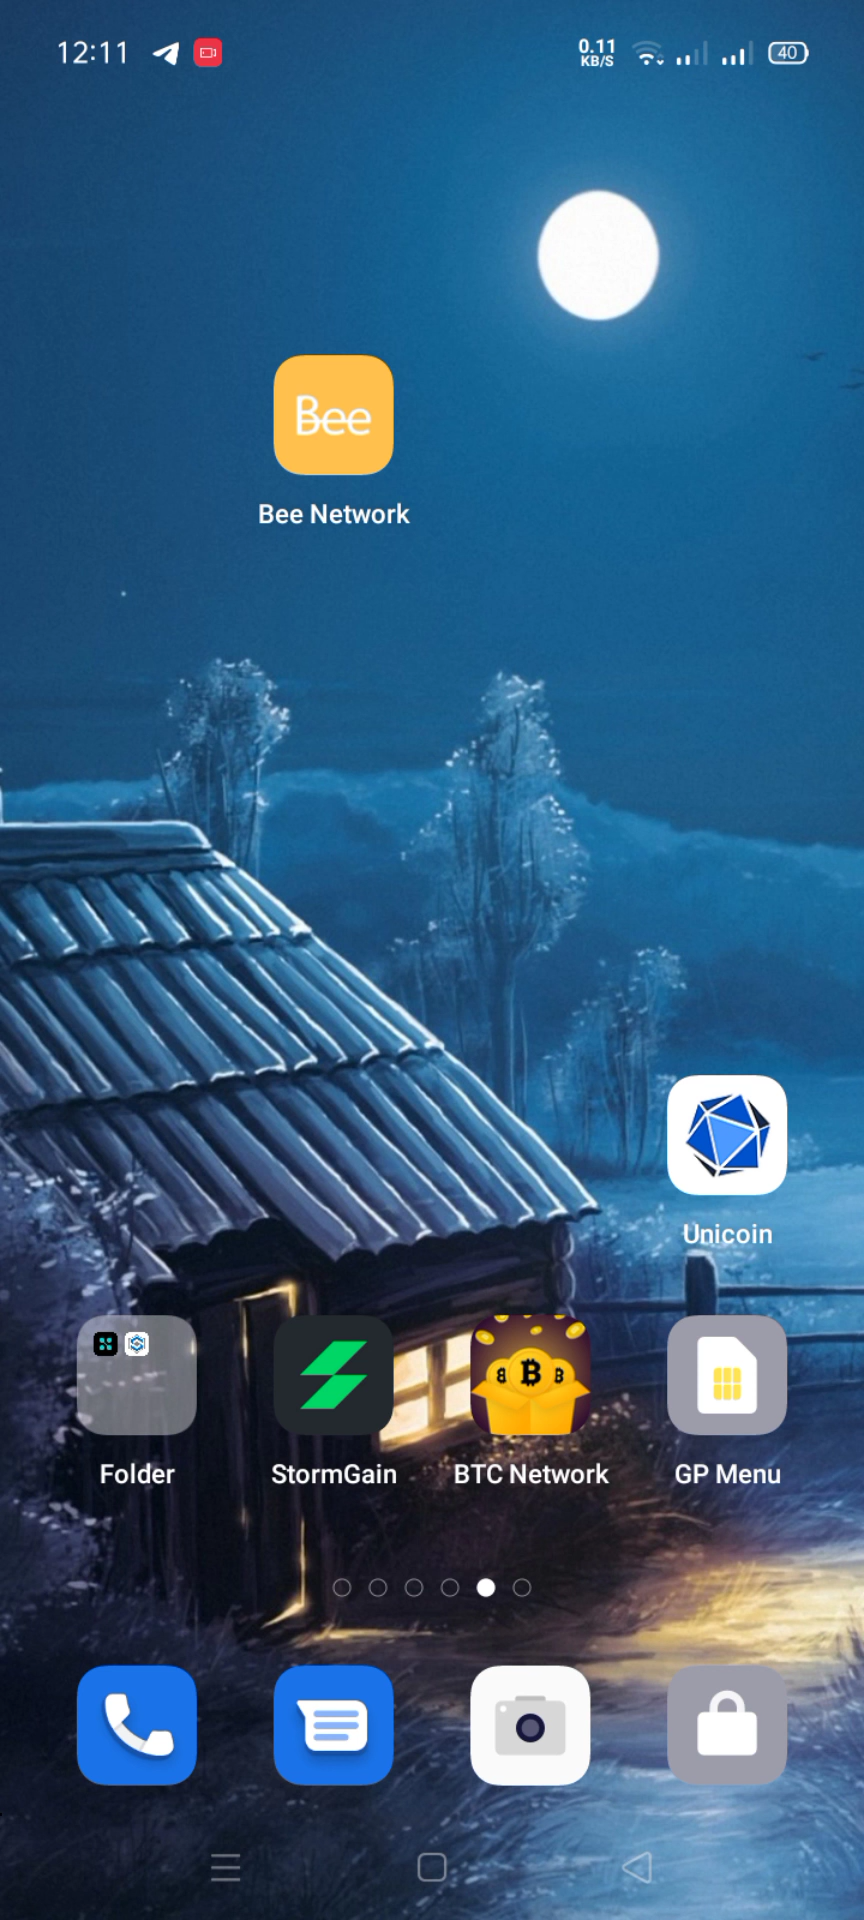 12:11
0.11
KB/S
40
Bee
Bee Network
Unicoin
Folder
StormGain
BTC Network
GP Menu